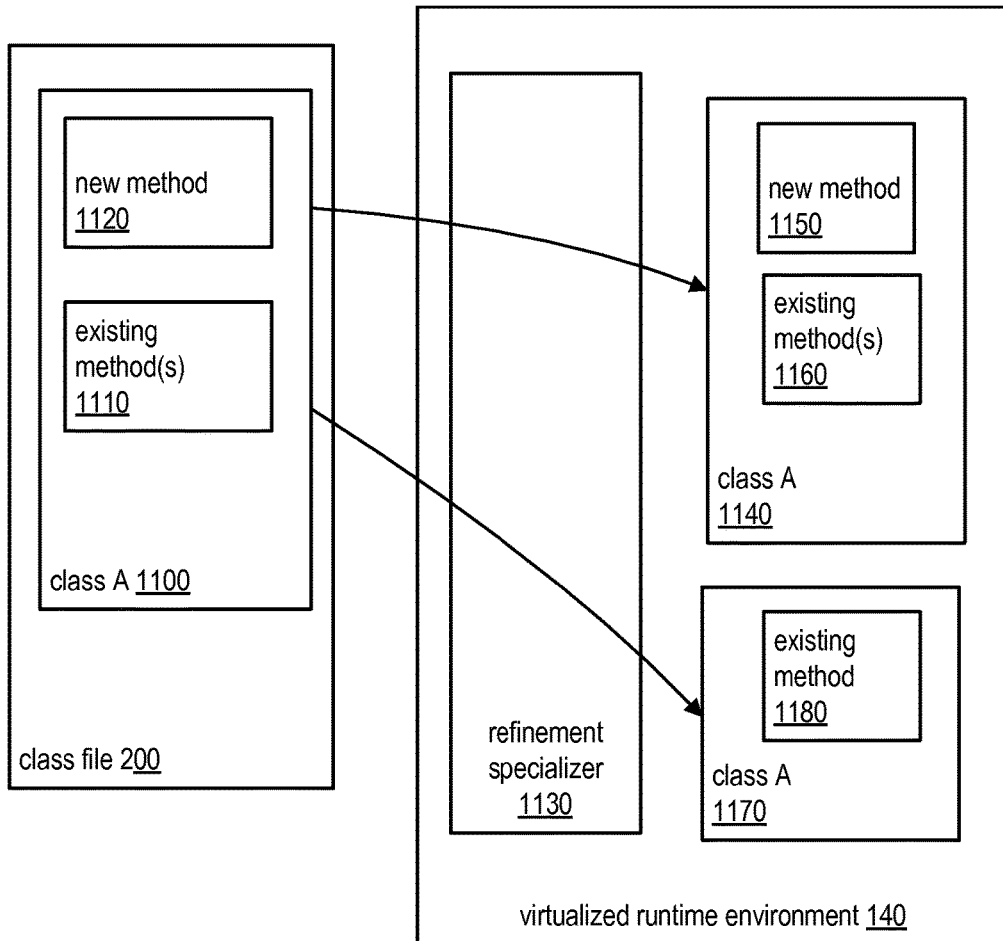 new method
1120
existing
method(s)
1110
class A 1100
class file 200
refinement
specializer
1130
new method
1150
existing
method(s)
1160
class A
1140
existing
method
1180
class A
1170
virtualized runtime environment 140